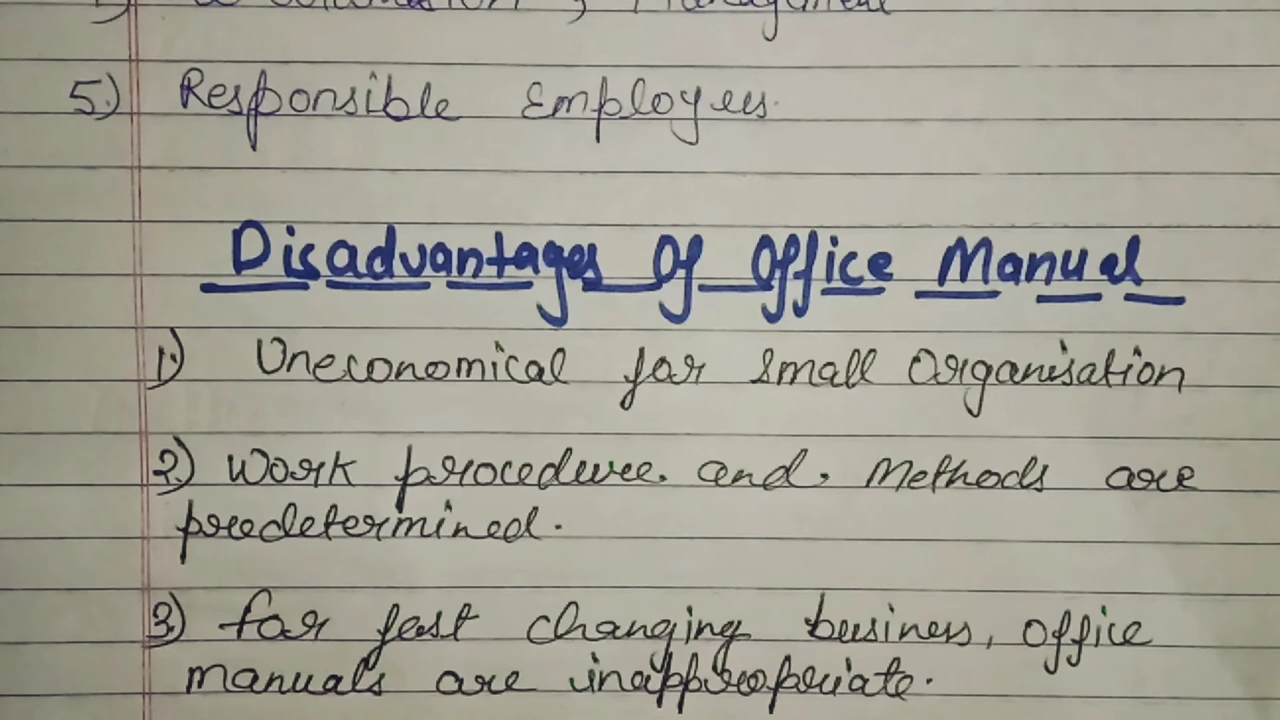 Management
5.) Responsible Employees.
Disadvantages Of Office Manual
1.) Uneconomical for small Organisation
2.) Work procedure. and. Methods are
predetermined.
3.) for fast changing business, office
manuals are inappropriate.